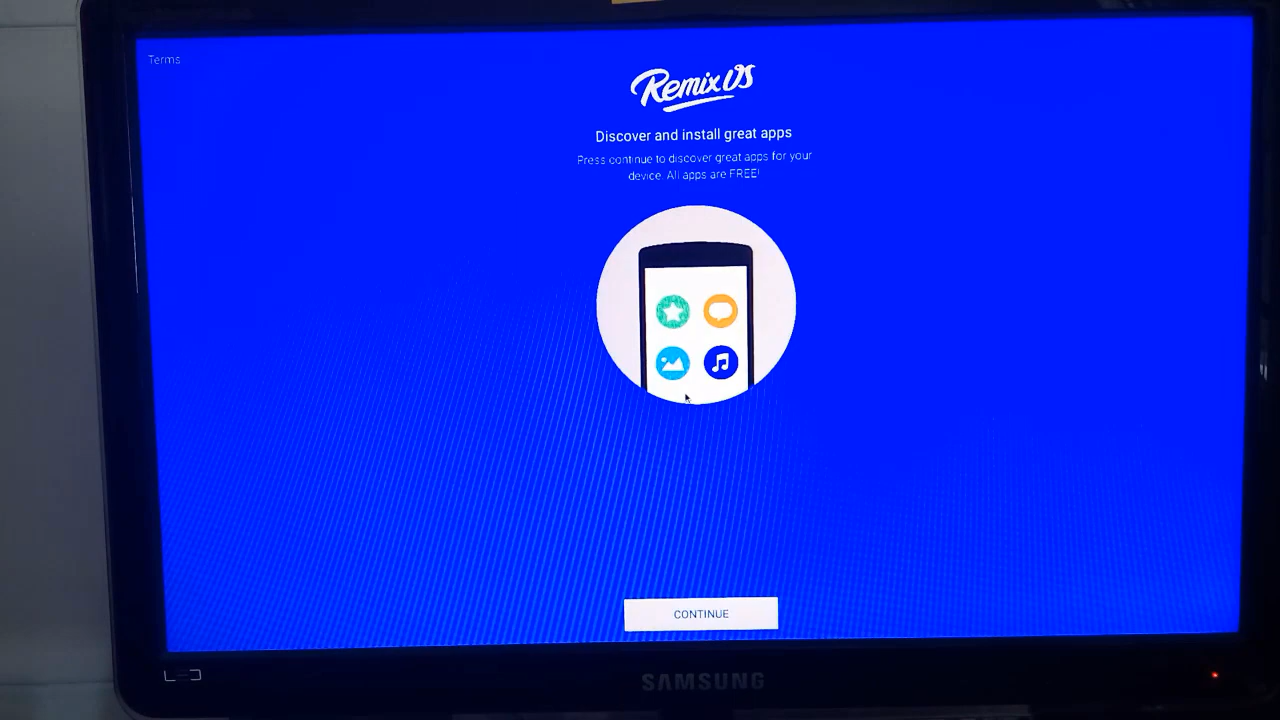 Terms
Remix OS
Discover and install great apps
Press continue to discover great apps for your
device. All apps are FREE!
CONTINUE
LED
SAMSUNG